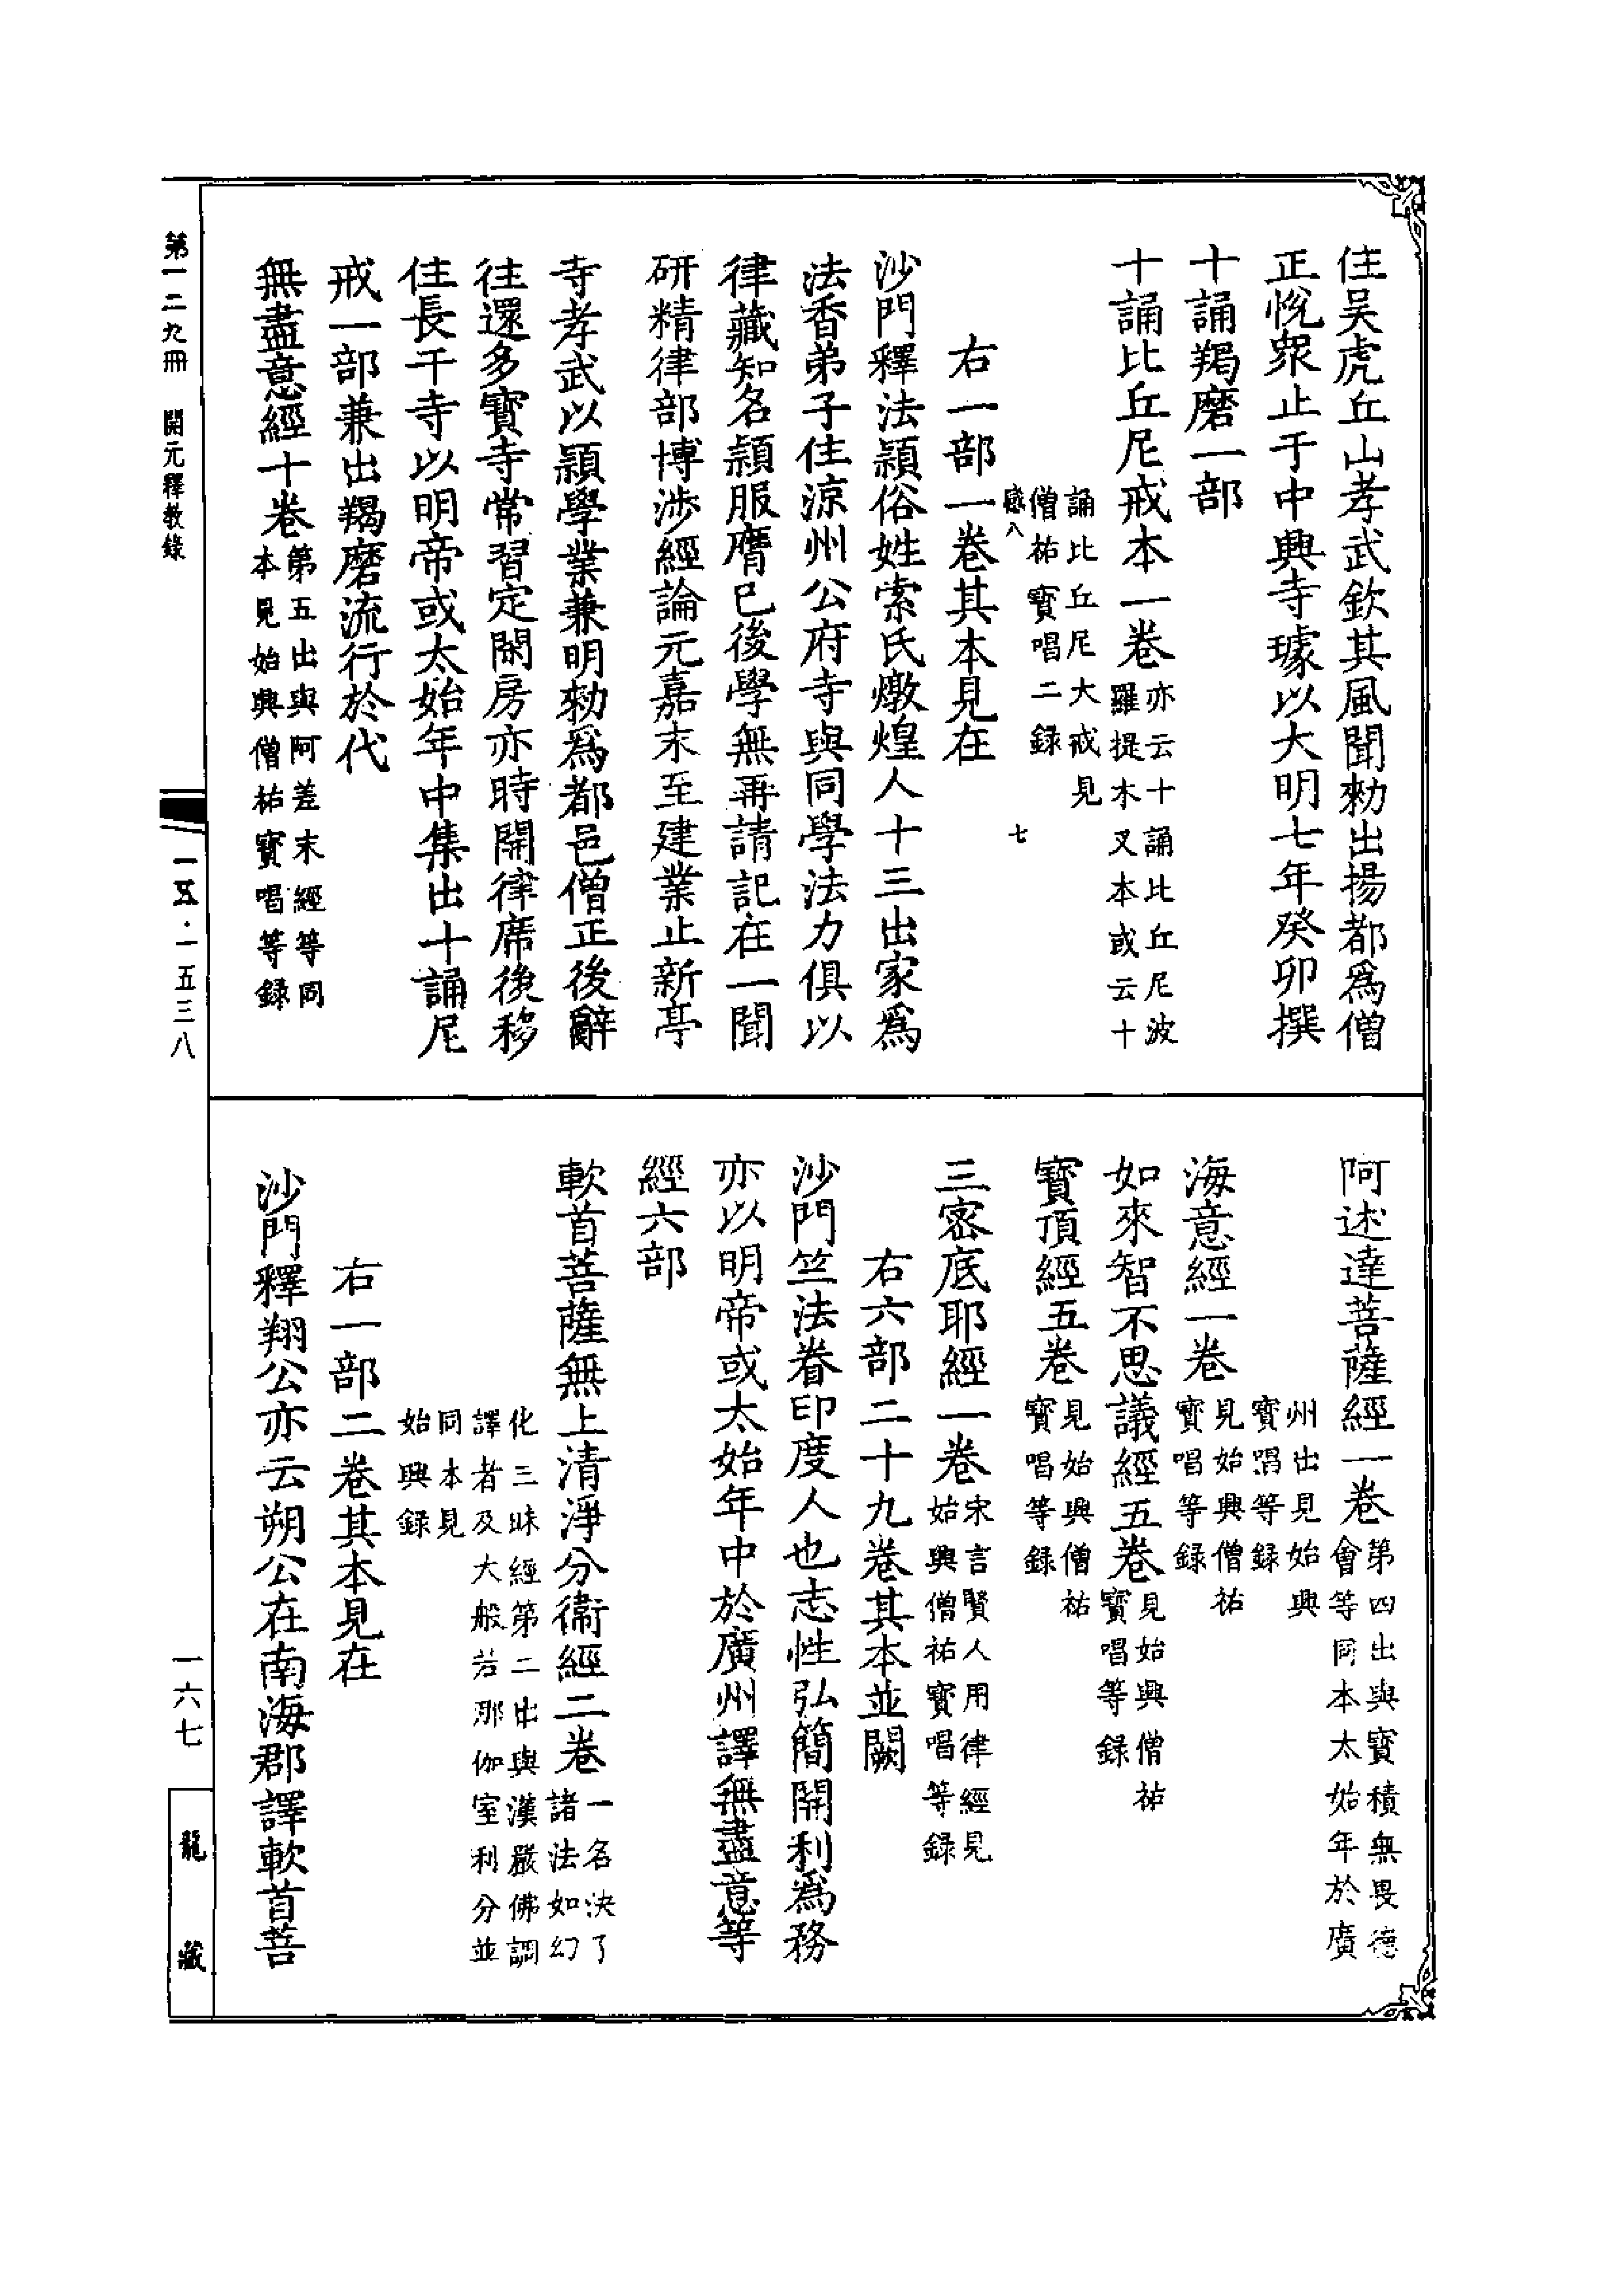 住吴虎丘山孝武欽其風聞勑出揚都爲僧
正悅衆止于中興寺璩以大明七年癸卯撰
十誦羯磨一部
十誦比丘尼戒本一卷亦云十誦比丘尼波
羅提木叉本或云十
誦比丘尼大戒見
僧祐寶唱二録
感八 七
右一部一卷其本見在
沙門釋法頴俗姓索氏燉煌人十三出家爲
法香弟子住涼州公府寺與同學法力俱以
律藏知名頴服膺已後學無再請記在一聞
研精律部博涉經論元嘉末至建業止新亭
寺孝武以頴學業兼明勑爲都邑僧正後辭
往還多寶寺常習定閑房亦時開律席後移
住長干寺以明帝或太始年中集出十誦尼
戒一部兼出羯磨流行於代
無盡意經十卷第五出與阿差末經等同
本見始興僧祐寶唱等録
阿述達菩薩經一卷第四出與寶積無畏德
會等同本太始年於廣
州出見始興
寶唱等録
海意經一卷見始興僧祐
寶唱等録
如來智不思議經五卷見始興僧祐
寶唱等録
寶頂經五卷見始興僧祐
寶唱等録
三密底耶經一卷宋言賢人用律經見
始興僧祐寶唱等録
右六部二十九卷其本並闕
沙門竺法眷印度人也志性弘簡開利爲務
亦以明帝或太始年中於廣州譯無盡意等
經六部
軟首菩薩無上清淨分衞經二卷一名決了
諸法如幻
化三昧經第二出與漢嚴佛調
譯者及大般若那伽室利分並
同本見
始興録
右一部二卷其本見在
沙門釋翔公亦云朔公在南海郡譯軟首菩
第一二九冊 開元釋教錄
一五·一五三八
一六七
龍藏